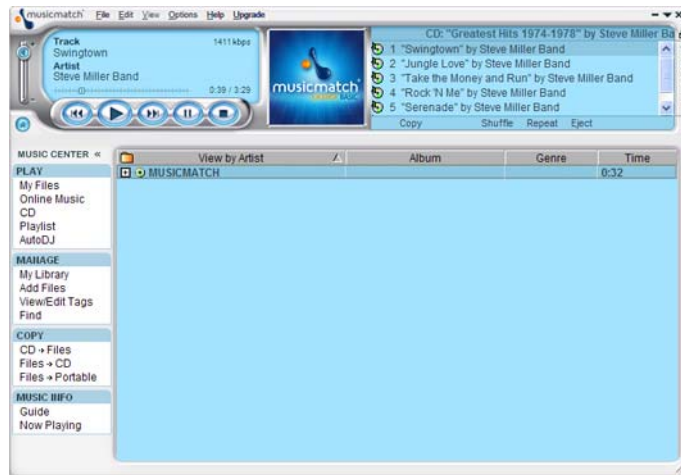 musicmatch® File Edit View Options Help Upgrade
Track 1411kbps
Swingtown
Artist
Steve Miller Band
0:39 / 3:29
musicmatch®
JUKEBOX BASIC
CD: "Greatest Hits 1974-1978" by Steve Miller Ba
1 "Swingtown" by Steve Miller Band
2 "Jungle Love" by Steve Miller Band
3 "Take the Money and Run" by Steve Miller Band
4 "Rock 'N Me" by Steve Miller Band
5 "Serenade" by Steve Miller Band
Copy Shuffle Repeat Eject
MUSIC CENTER «
PLAY
My Files
Online Music
CD
Playlist
AutoDJ
MANAGE
My Library
Add Files
View/Edit Tags
Find
COPY
CD → Files
Files → CD
Files → Portable
MUSIC INFO
Guide
Now Playing
View by Artist Album Genre Time
MUSICMATCH 0:32